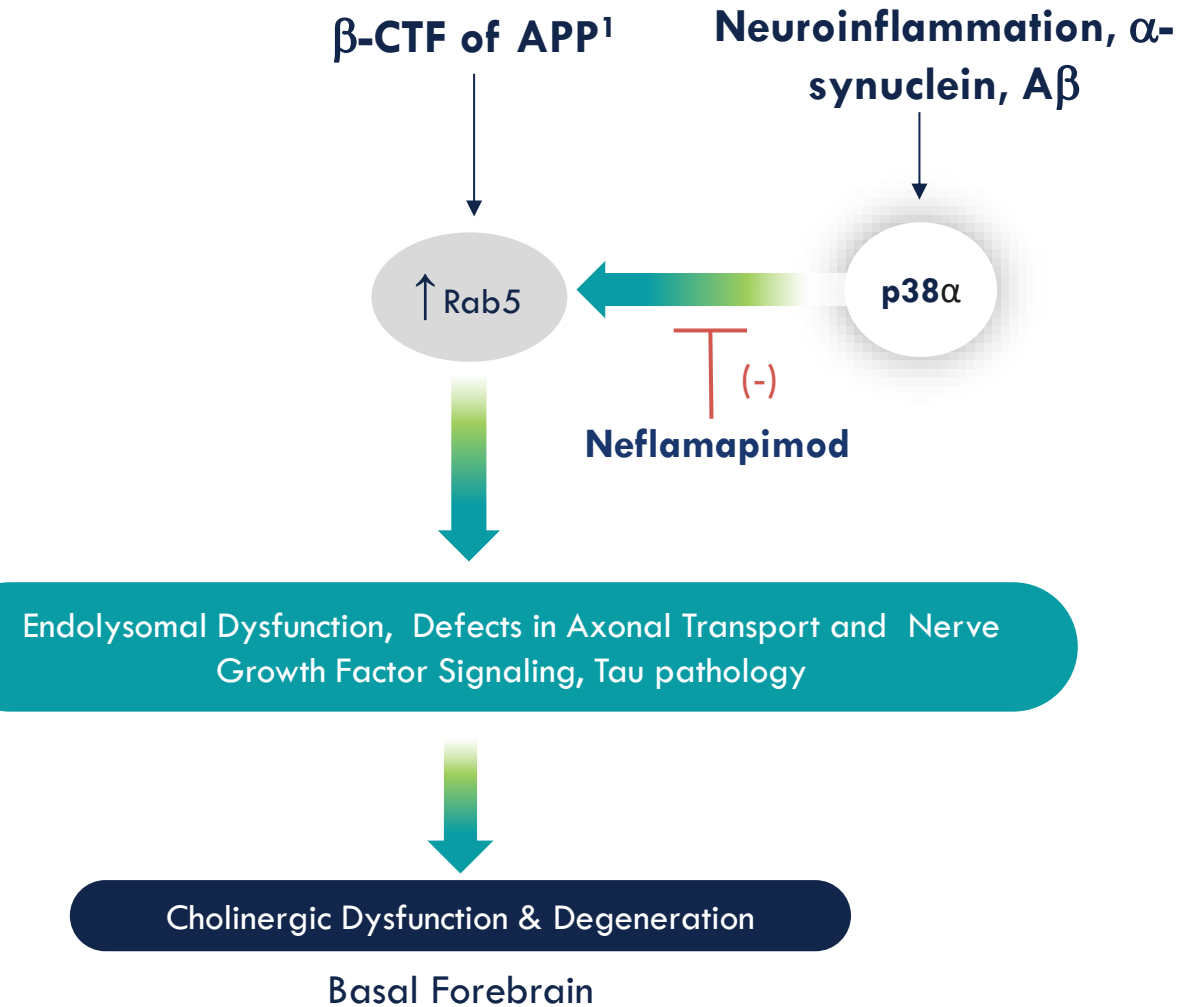 β-CTF of APP¹
Neuroinflammation, α-
synuclein, Aβ
↑ Rab5
p38α
(-)
Neflamapimod
Endolysomal Dysfunction, Defects in Axonal Transport and Nerve
Growth Factor Signaling, Tau pathology
Cholinergic Dysfunction & Degeneration
Basal Forebrain